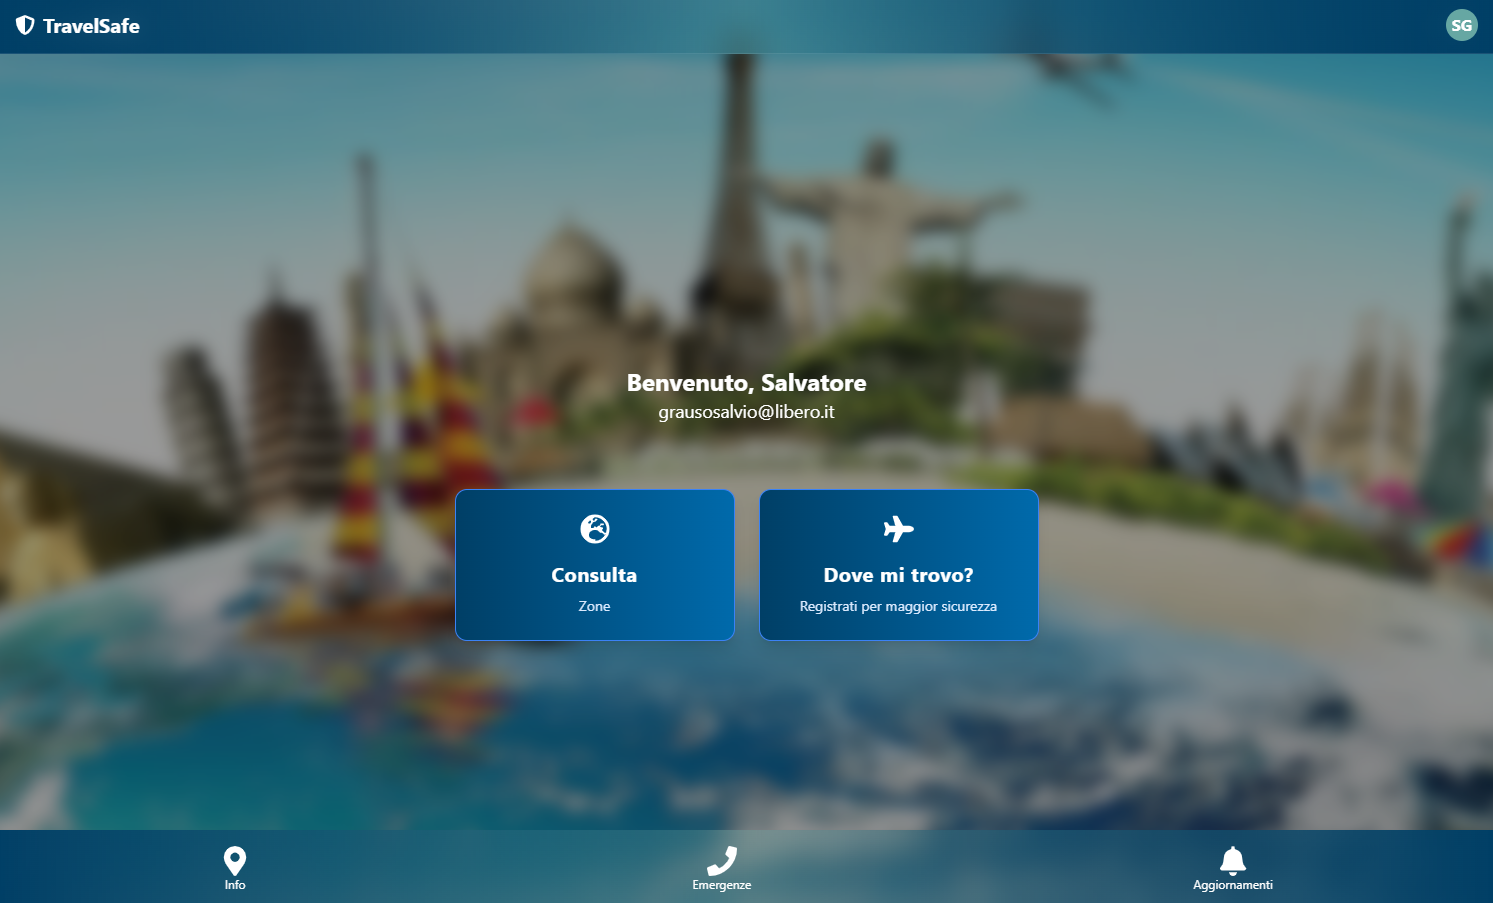 TravelSafe
SG
Benvenuto, Salvatore
grausosalvio@libero.it
Consulta
Zone
Dove mi trovo?
Registrati per maggior sicurezza
Info
Emergenze
Aggiornamenti